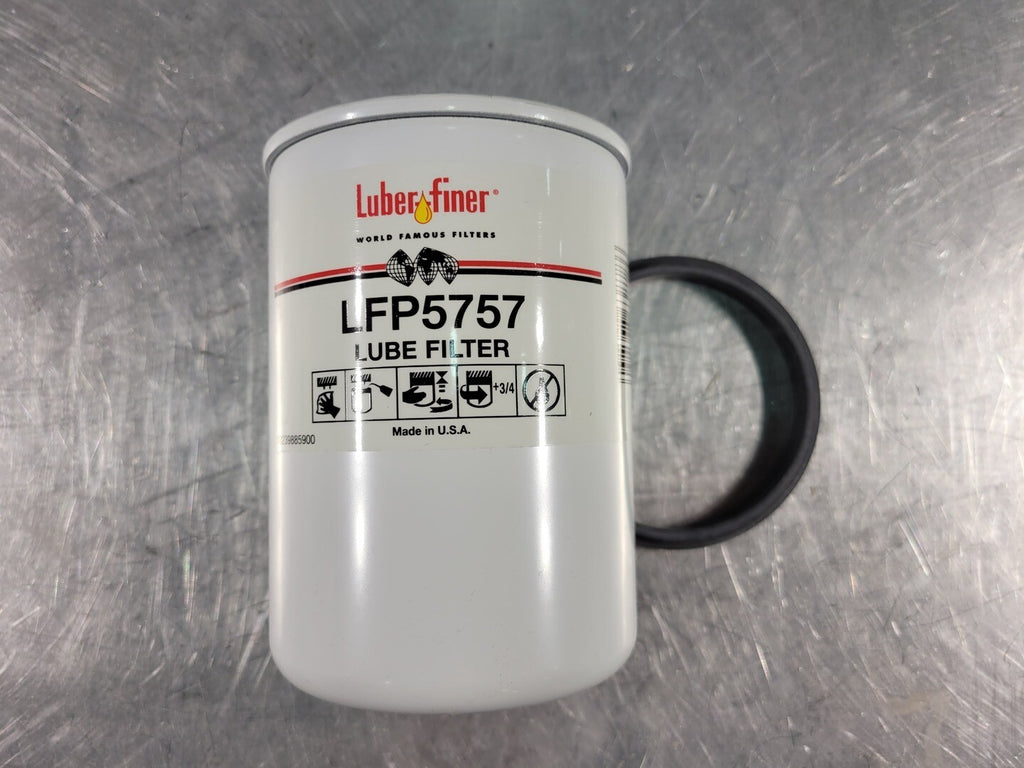 Luber-finer®
WORLD FAMOUS FILTERS
LFP5757
LUBE FILTER
+3/4
Made in U.S.A.